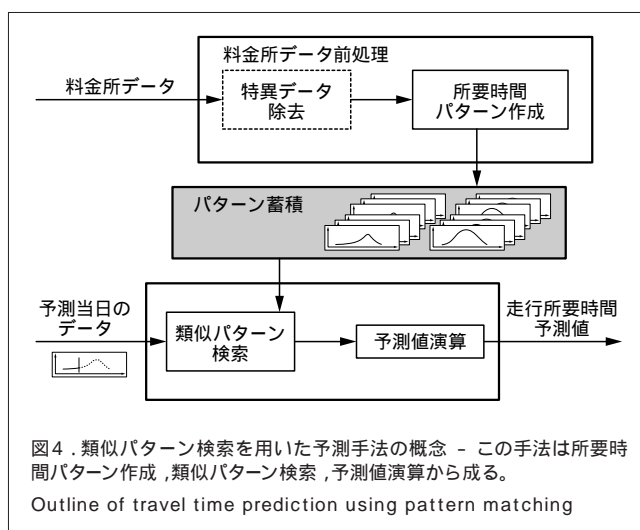 料金所データ前処理
料金所データ
特異データ
除去
所要時間
パターン作成
パターン蓄積
予測当日の
データ
類似パターン
検索
予測値演算
走行所要時間
予測値
図4．類似パターン検索を用いた予測手法の概念 － この手法は所要時
間パターン作成，類似パターン検索，予測値演算から成る。
Outline of travel time prediction using pattern matching